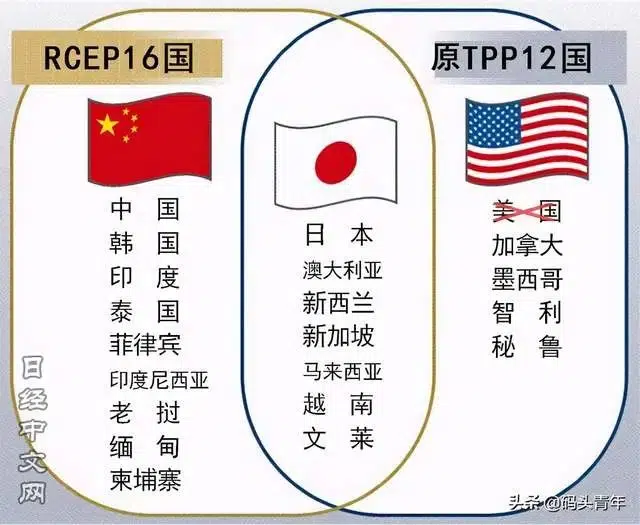 RCEP16国
原TPP12国
中国
韩国
印度
泰国
菲律宾
印度尼西亚
老挝
缅甸
柬埔寨
日本
澳大利亚
新西兰
新加坡
马来西亚
越南
文莱
美国
加拿大
墨西哥
智利
秘鲁
日经中文网
头条@码头青年